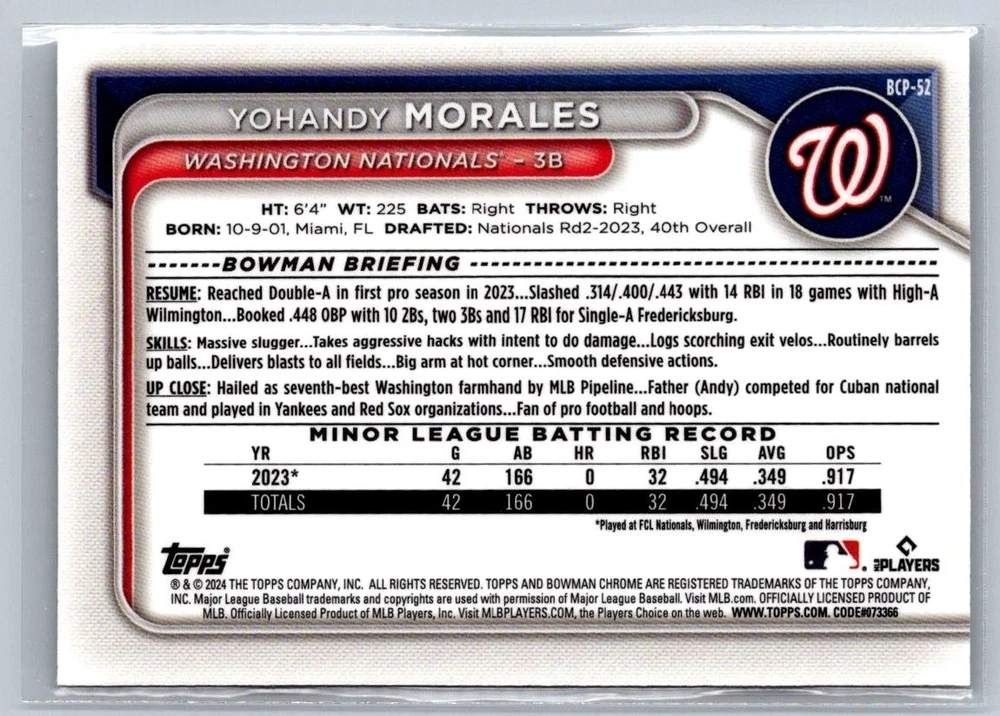 BCP-52
YOHANDY MORALES
WASHINGTON NATIONALS® – 3B
W
TM
HT: 6'4" WT: 225 BATS: Right THROWS: Right
BORN: 10-9-01, Miami, FL DRAFTED: Nationals Rd2-2023, 40th Overall
BOWMAN BRIEFING
RESUME: Reached Double-A in first pro season in 2023...Slashed .314/.400/.443 with 14 RBI in 18 games with High-A
Wilmington...Booked .448 OBP with 10 2Bs, two 3Bs and 17 RBI for Single-A Fredericksburg.
SKILLS: Massive slugger...Takes aggressive hacks with intent to do damage...Logs scorching exit velos...Routinely barrels
up balls...Delivers blasts to all fields...Big arm at hot corner...Smooth defensive actions.
UP CLOSE: Hailed as seventh-best Washington farmhand by MLB Pipeline...Father (Andy) competed for Cuban national
team and played in Yankees and Red Sox organizations...Fan of pro football and hoops.
MINOR LEAGUE BATTING RECORD
YR G AB HR RBI SLG AVG OPS
2023* 42 166 0 32 .494 .349 .917
TOTALS 42 166 0 32 .494 .349 .917
*Played at FCL Nationals, Wilmington, Fredericksburg and Harrisburg
Topps®
MLB PLAYERS
® & © 2024 THE TOPPS COMPANY, INC. ALL RIGHTS RESERVED. TOPPS AND BOWMAN CHROME ARE REGISTERED TRADEMARKS OF THE TOPPS COMPANY,
INC. Major League Baseball trademarks and copyrights are used with permission of Major League Baseball. Visit MLB.com. OFFICIALLY LICENSED PRODUCT OF
MLB. Officially Licensed Product of MLB Players, Inc. Visit MLBPLAYERS.COM, the Players Choice on the web. WWW.TOPPS.COM. CODE#073366